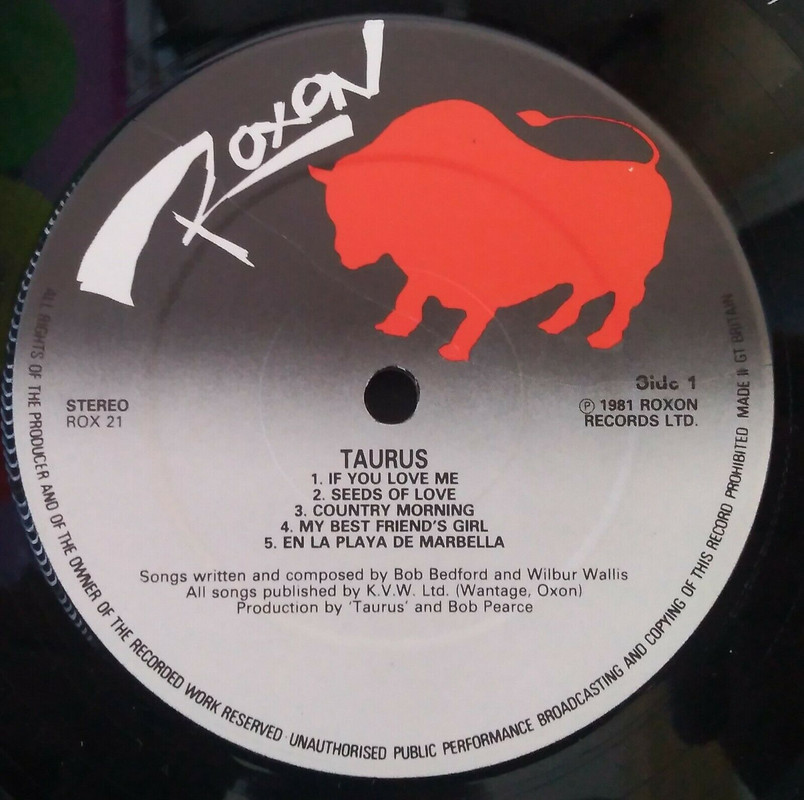 ROXON
Side 1
STEREO
ROX 21
℗ 1981 ROXON
RECORDS LTD.
TAURUS
1. IF YOU LOVE ME
2. SEEDS OF LOVE
3. COUNTRY MORNING
4. MY BEST FRIEND'S GIRL
5. EN LA PLAYA DE MARBELLA
Songs written and composed by Bob Bedford and Wilbur Wallis
All songs published by K.V.W. Ltd. (Wantage, Oxon)
Production by 'Taurus' and Bob Pearce
ALL RIGHTS OF THE PRODUCER AND OF THE OWNER OF THE RECORDED WORK RESERVED · UNAUTHORISED PUBLIC PERFORMANCE BROADCASTING AND COPYING OF THIS RECORD PROHIBITED MADE IN GT BRITAIN